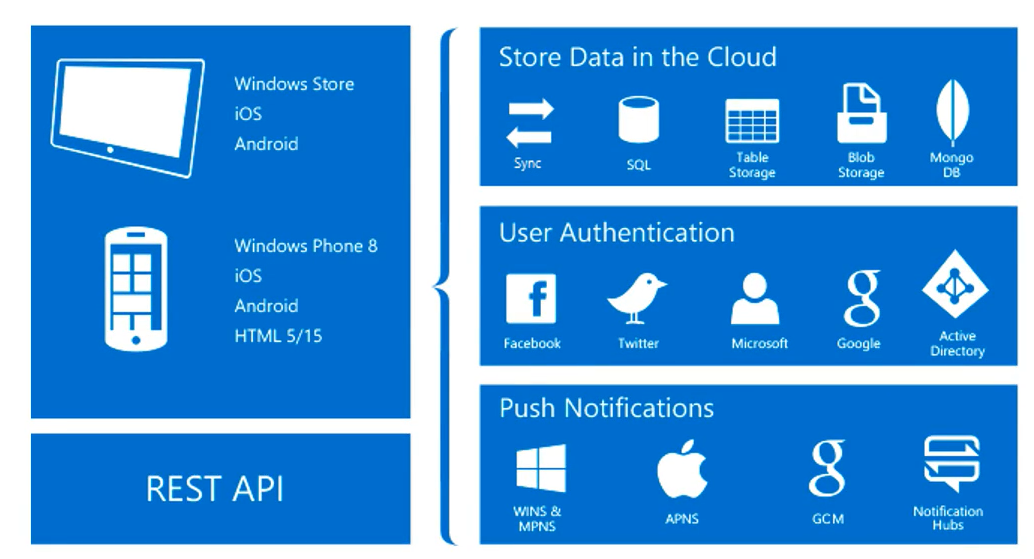 Windows Store
iOS
Android
Windows Phone 8
iOS
Android
HTML 5/15
REST API
Store Data in the Cloud
Sync
SQL
Table
Storage
Blob
Storage
Mongo
DB
User Authentication
Facebook
Twitter
Microsoft
Google
Active
Directory
Push Notifications
WINS &
MPNS
APNS
GCM
Notification
Hubs